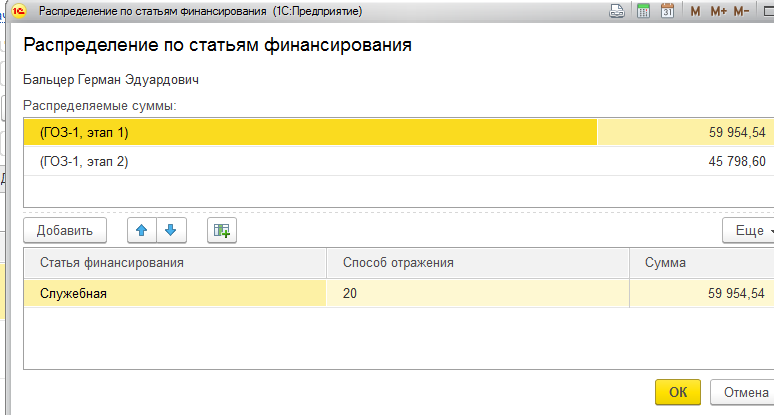 Распределение по статьям финансирования (1С:Предприятие) M M+ M-
Распределение по статьям финансирования
Бальцер Герман Эдуардович
Распределяемые суммы:
(ГОЗ-1, этап 1) 59 954,54
(ГОЗ-1, этап 2) 45 798,60
Добавить Еще
Статья финансирования Способ отражения Сумма
Служебная 20 59 954,54
ОК Отмена